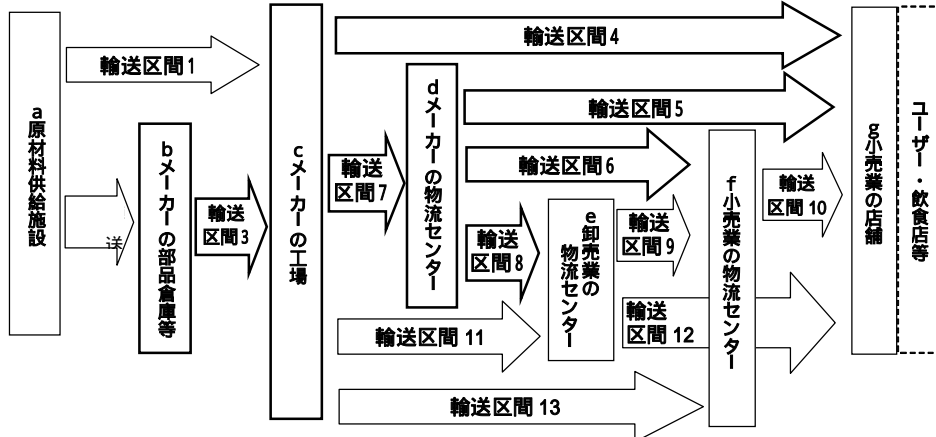 輸送区間1
輸送区間4
輸送区間5
a原材料供給施設
bメーカーの部品倉庫等
cメーカーの工場
dメーカーの物流センター
輸送区間6
g小売業の店舗
ユーザー・飲食店等
輸送
区間7
f小売業の物流センター
輸送
区間10
送
輸送
区間3
輸送
区間8
e卸売業の
物流センター
輸送
区間9
輸送区間11
輸送
区間12
輸送区間13